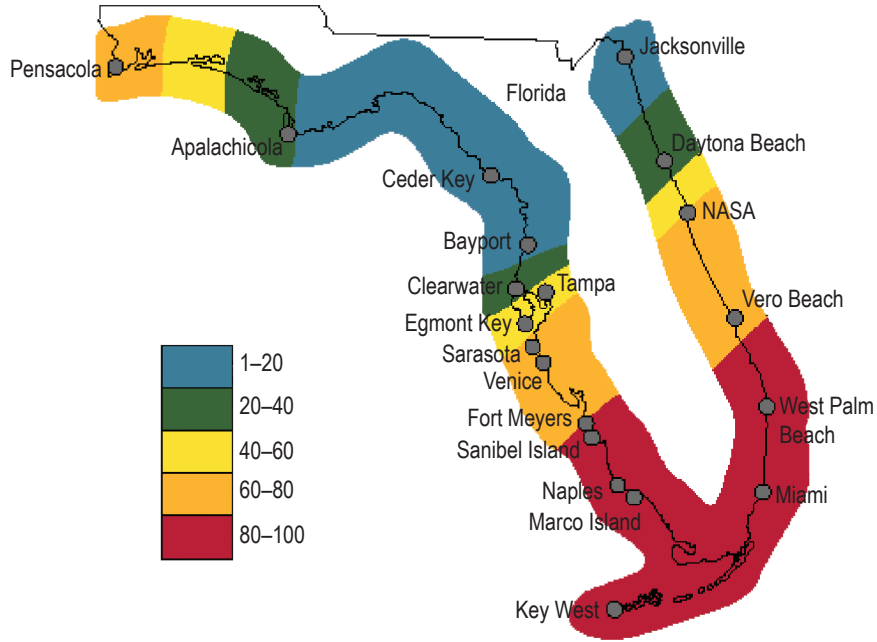 Jacksonville
Pensacola
Florida
Apalachicola
Daytona Beach
Ceder Key
NASA
Bayport
Clearwater
Tampa
Vero Beach
Egmont Key
Sarasota
Venice
1–20
20–40
40–60
60–80
80–100
Fort Meyers
Sanibel Island
West Palm
Beach
Naples
Marco Island
Miami
Key West